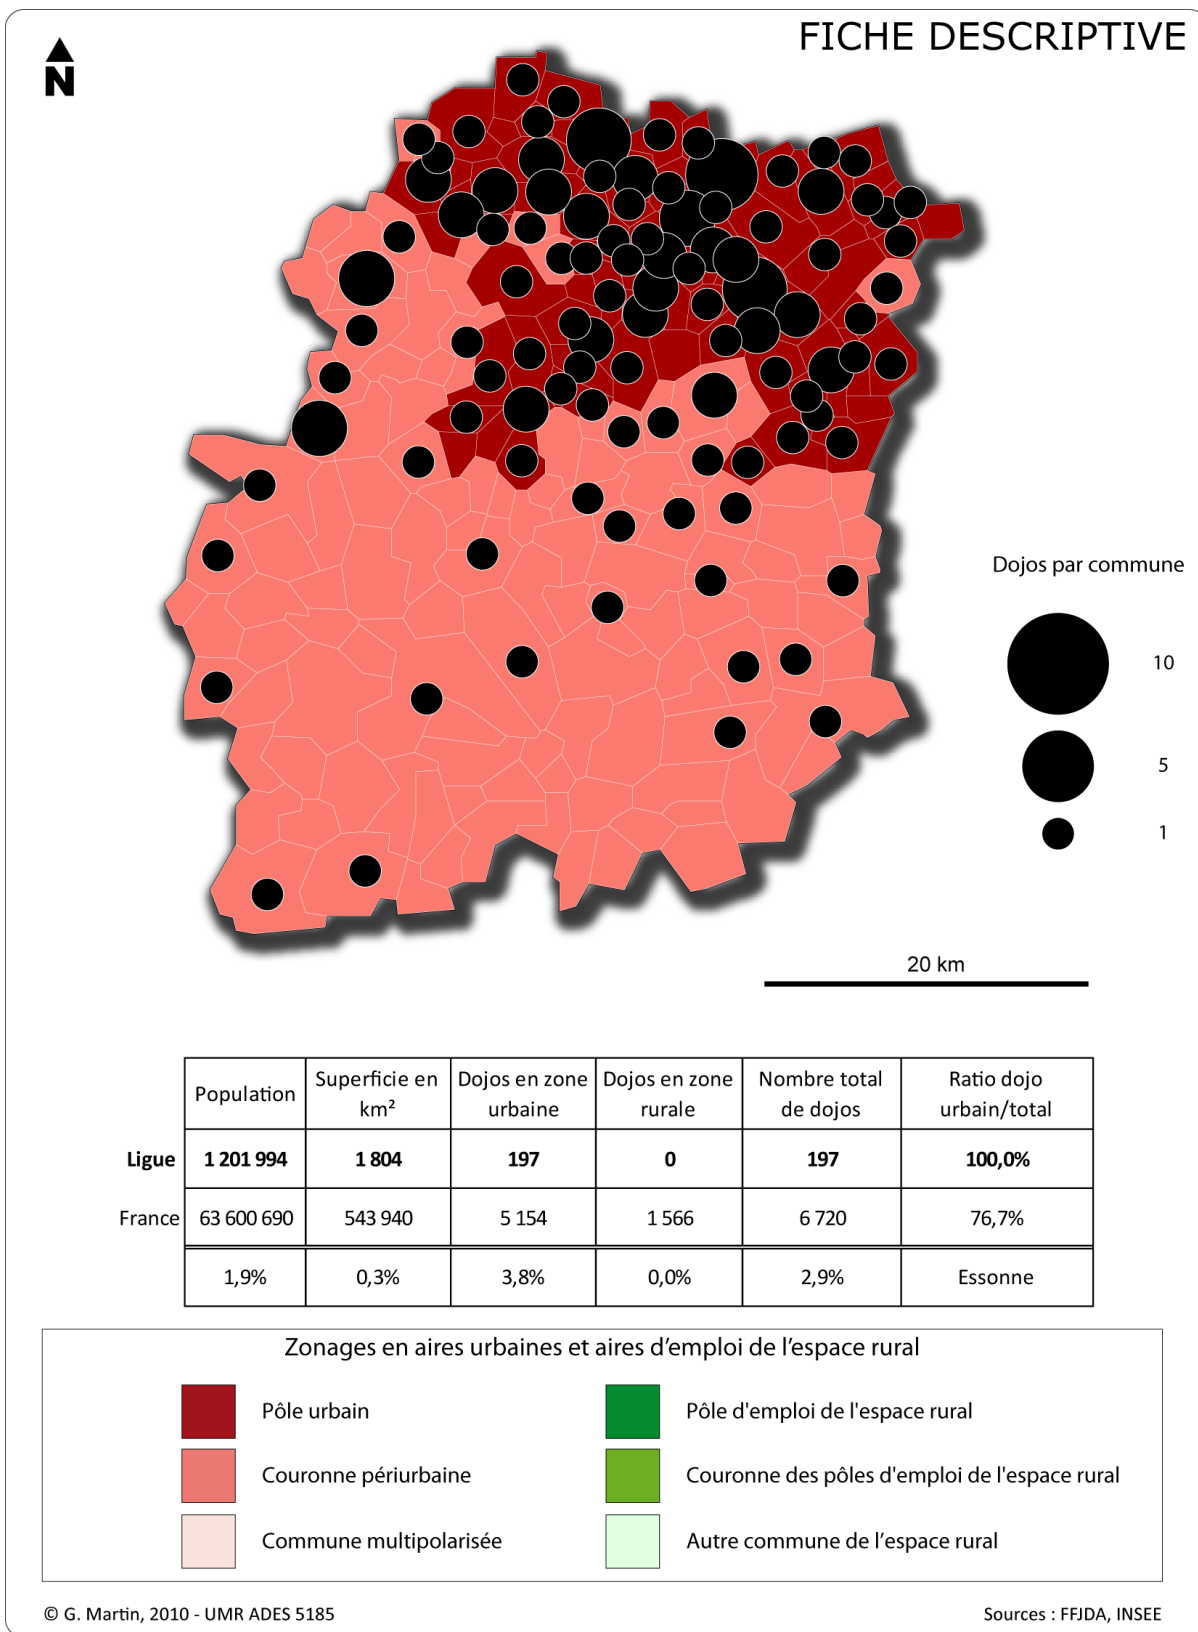 FICHE DESCRIPTIVE
N
Dojos par commune
10
5
1
20 km
Population
Superficie en
km²
Dojos en zone
urbaine
Dojos en zone
rurale
Nombre total
de dojos
Ratio dojo
urbain/total
Ligue 1 201 994 1 804 197 0 197 100,0%
France 63 600 690 543 940 5 154 1 566 6 720 76,7%
1,9% 0,3% 3,8% 0,0% 2,9% Essonne
Zonages en aires urbaines et aires d’emploi de l’espace rural
Pôle urbain
Pôle d'emploi de l'espace rural
Couronne périurbaine
Couronne des pôles d'emploi de l'espace rural
Commune multipolarisée
Autre commune de l’espace rural
© G. Martin, 2010 - UMR ADES 5185
Sources : FFJDA, INSEE